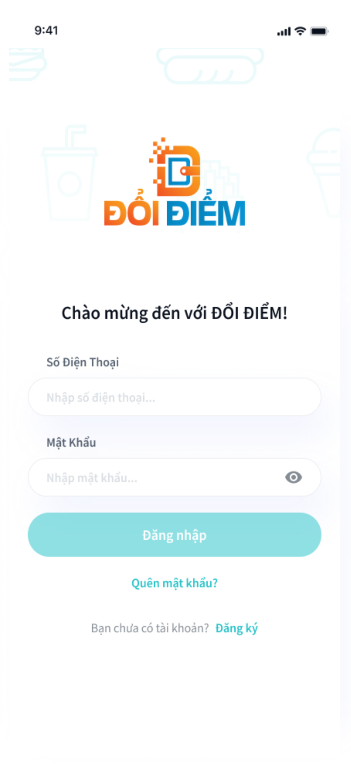 9:41
ĐỔI ĐIỂM
Chào mừng đến với ĐỔI ĐIỂM!
Số Điện Thoại
Nhập số điện thoại...
Mật Khẩu
Nhập mật khẩu...
Đăng nhập
Quên mật khẩu?
Bạn chưa có tài khoản? Đăng ký